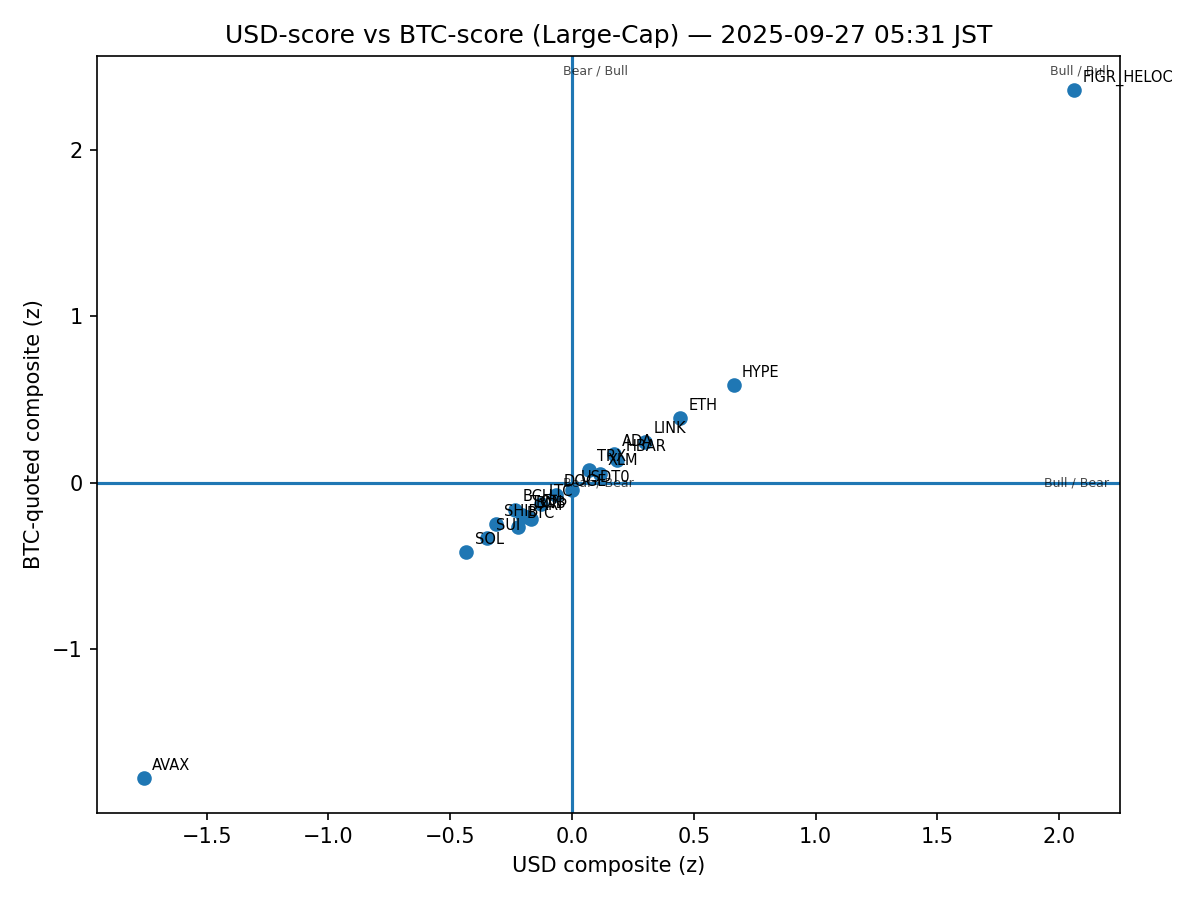 USD-score vs BTC-score (Large-Cap) — 2025-09-27 05:31 JST
Bear / Bull
Bull / Bull
FIGR_HELOC
HYPE
ETH
LINK
ADA
HBAR
TRX
XLM
USDT0
DOGE
Bear / Bear
Bull / Bear
LTC
BCH
BTC
SHIB
SUI
SOL
AVAX
2
1
0
−1
−1.5
−1.0
−0.5
0.0
0.5
1.0
1.5
2.0
BTC-quoted composite (z)
USD composite (z)